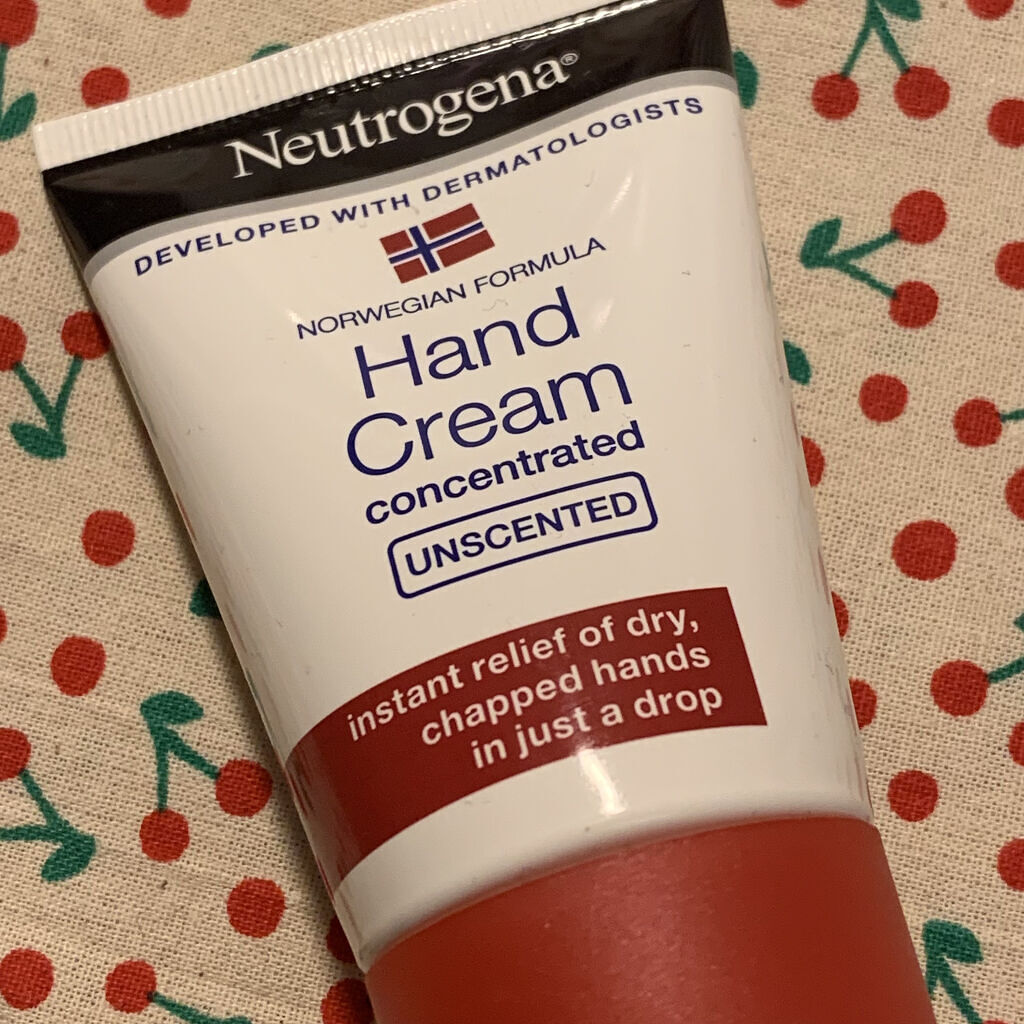 Neutrogena®
DEVELOPED WITH DERMATOLOGISTS
NORWEGIAN FORMULA
Hand
Cream
concentrated
UNSCENTED
instant relief of dry,
chapped hands
in just a drop